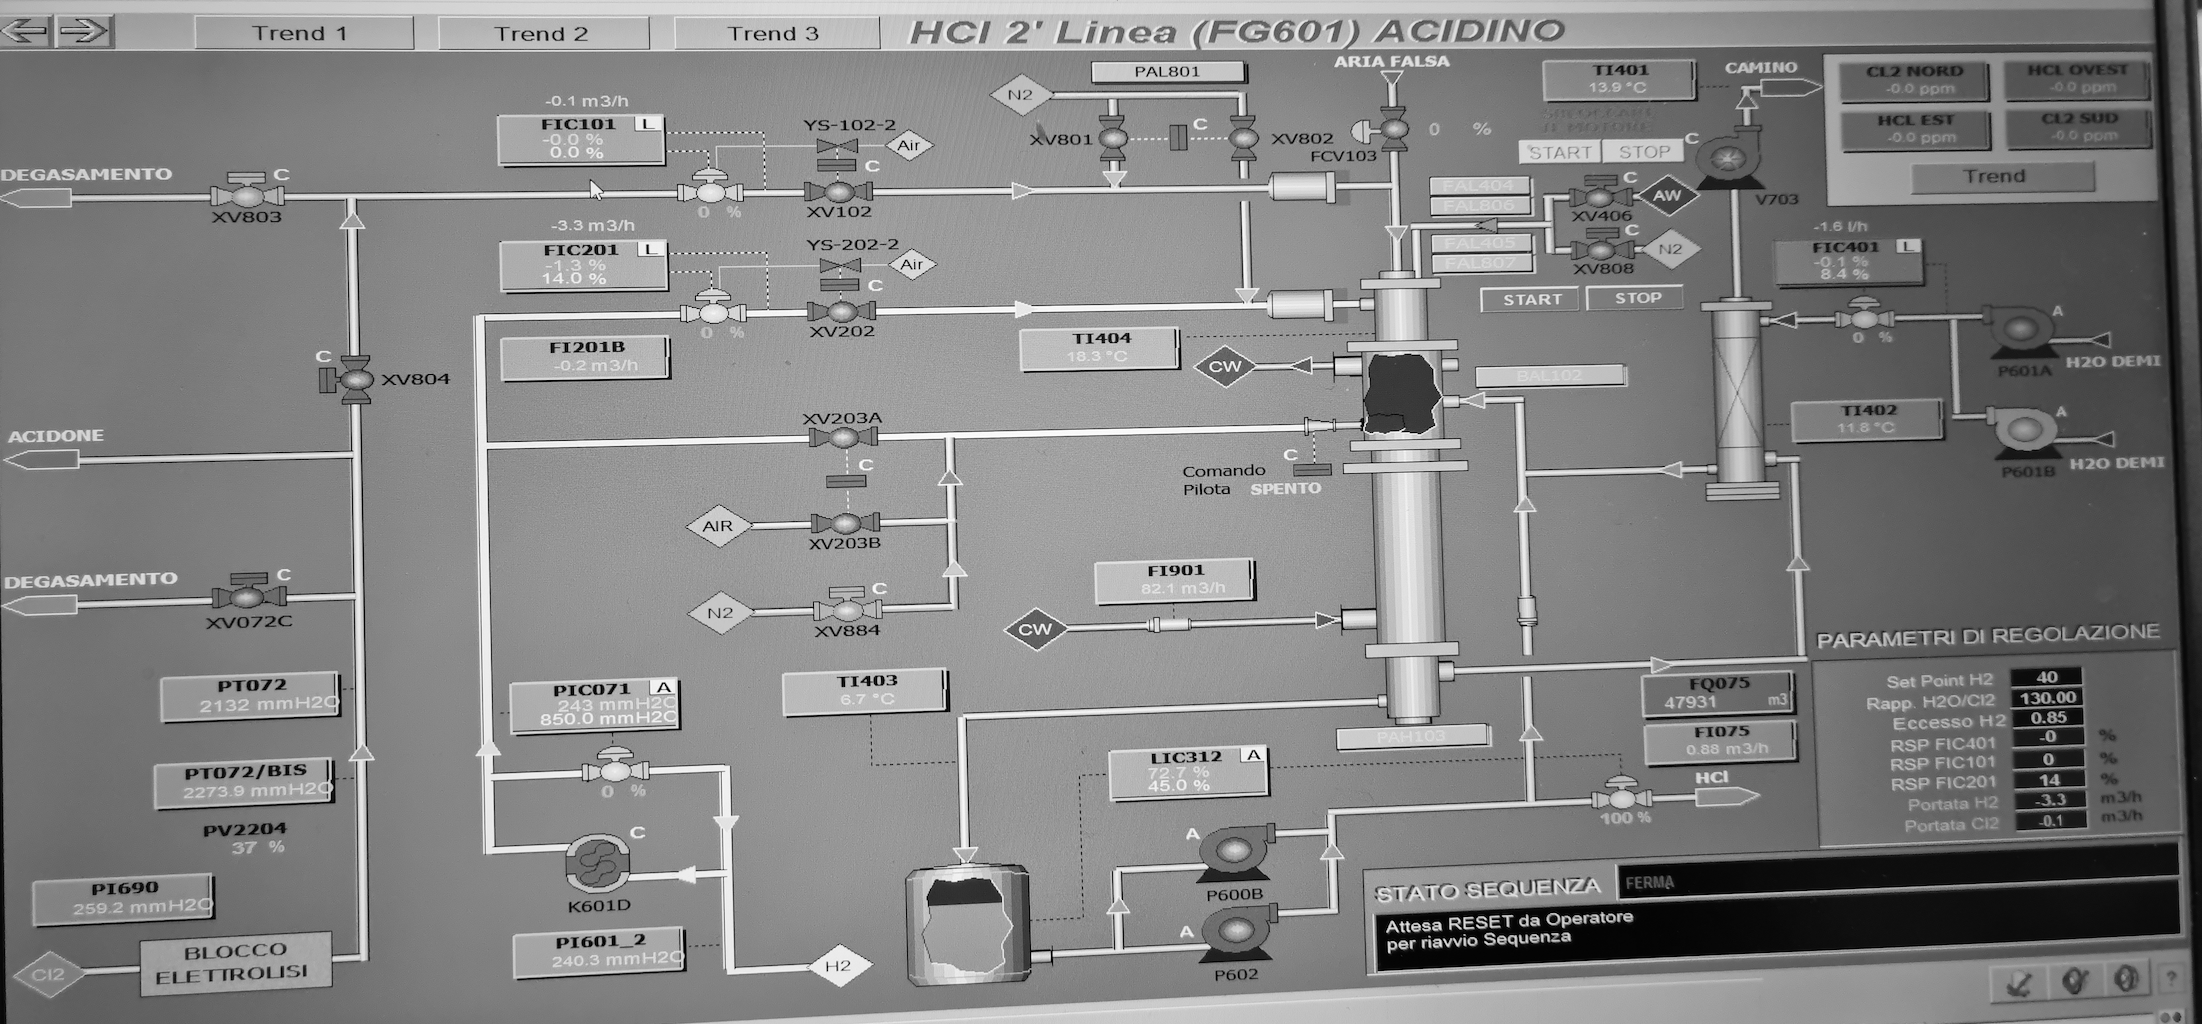 Trend 1
Trend 2
Trend 3
HCl 2' Linea (FG601) ACIDINO
PAL801
ARIA FALSA
TI401
13.9 °C
CAMINO
CL2 NORD
-0.0 ppm
HCL OVEST
-0.0 ppm
HCL EST
-0.0 ppm
CL2 SUD
-0.0 ppm
Trend
-0.1 m3/h
FIC101
L
-0.0 %
0.0 %
YS-102-2
Air
N2
XV801
C
XV802
FCV103
0 %
START
STOP
C
V703
DEGASAMENTO
C
XV803
0 %
C
XV102
FAL404
FAL806
C
XV406
AW
-3.3 m3/h
FIC201
L
-1.3 %
14.0 %
YS-202-2
Air
FAL405
FAL807
C
XV808
N2
-1.6 l/h
FIC401
L
-0.1 %
8.4 %
START
STOP
0 %
C
XV202
FI201B
-0.2 m3/h
TI404
18.3 °C
CW
BAL102
0 %
A
P601A
H2O DEMI
C
XV804
XV203A
TI402
11.8 °C
A
P601B
H2O DEMI
ACIDONE
C
Comando
Pilota SPENTO
C
AIR
XV203B
DEGASAMENTO
C
XV072C
N2
C
XV884
FI901
82.1 m3/h
CW
PARAMETRI DI REGOLAZIONE
Set Point H2 40
Rapp. H2O/Cl2 130.00
Eccesso H2 0.85
RSP FIC401 -0 %
RSP FIC101 0 %
RSP FIC201 14 %
Portata H2 -3.3 m3/h
Portata Cl2 -0.1 m3/h
PT072
2132 mmH2O
PIC071
A
243 mmH2O
850.0 mmH2O
TI403
6.7 °C
FQ075
47931 m3
PAH103
FI075
0.88 m3/h
PT072/BIS
2273.9 mmH2O
0 %
LIC312
A
72.7 %
45.0 %
HCl
100 %
PV2204
37 %
C
K601D
A
P600B
PI690
259.2 mmH2O
A
P602
PI601_2
240.3 mmH2O
H2
Cl2
BLOCCO
ELETTROLISI
STATO SEQUENZA
FERMA
Attesa RESET da Operatore
per riavvio Sequenza
?